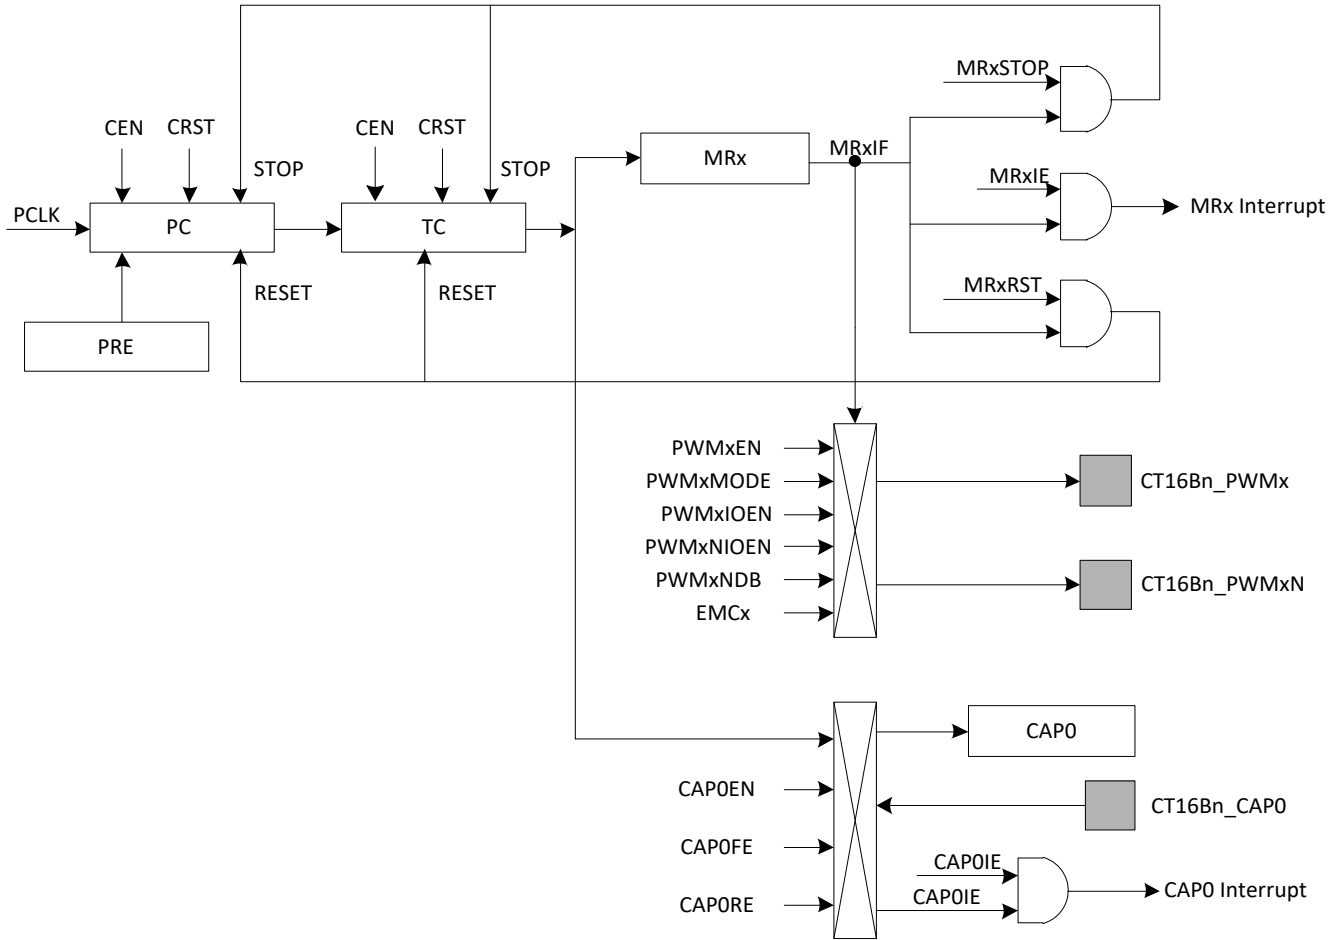 MRxSTOP
CEN
CRST
CEN
CRST
STOP
STOP
MRx
MRxIF
MRxIE
MRx Interrupt
PCLK
PC
TC
RESET
RESET
MRxRST
PRE
PWMxEN
PWMxMODE
CT16Bn_PWMx
PWMxIOEN
PWMxNIOEN
PWMxNDB
CT16Bn_PWMxN
EMCx
CAP0
CAP0EN
CT16Bn_CAP0
CAP0FE
CAP0IE
CAP0RE
CAP0IE
CAP0 Interrupt